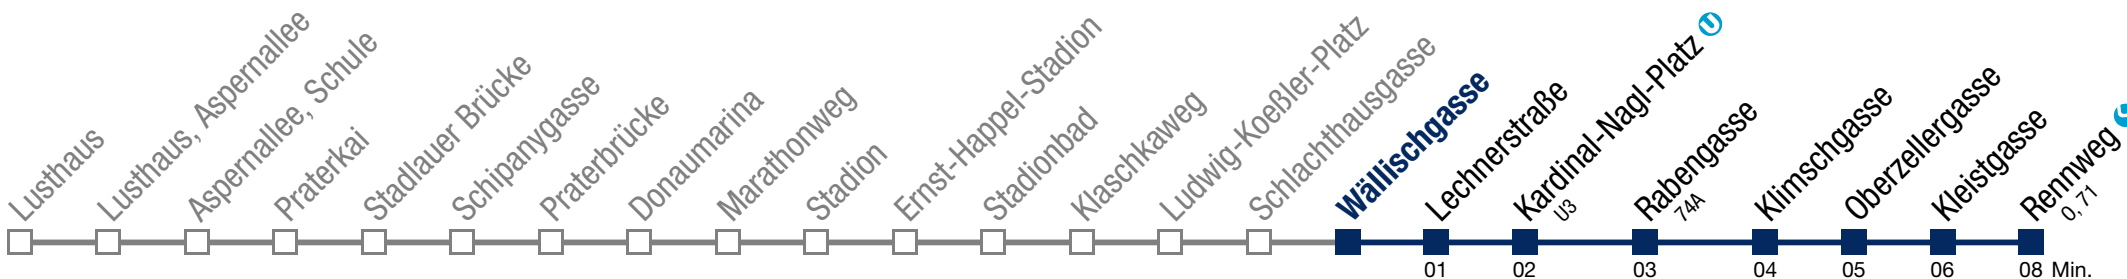 Lusthaus
Lusthaus, Aspernallee
Aspernallee, Schule
Praterkai
Stadlauer Brücke
Schipanygasse
Praterbrücke
Donaumarina
Marathonweg
Stadion
Ernst-Happel-Stadion
Stadionbad
Klaschkaweg
Ludwig-Koeßler-Platz
Schlachthausgasse
Wällischgasse
Lechnerstraße
Kardinal-Nagl-Platz U
U3
Rabengasse
74A
Klimschgasse
Oberzellergasse
Kleistgasse
Rennweg
O, 71
01 02 03 04 05 06 08 Min.